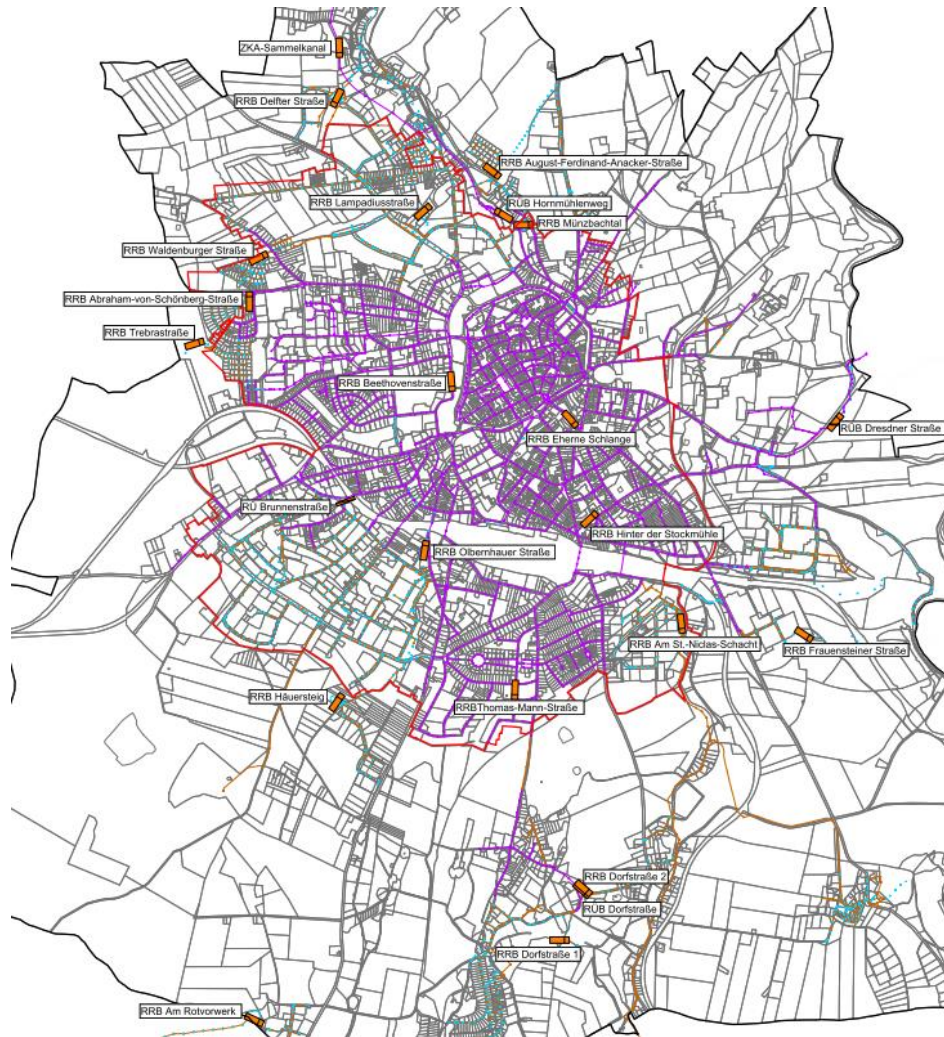 ZKA-Sammelkanal
RRB Delfter Straße
RRB August-Ferdinand-Anacker-Straße
RRB Lampadiusstraße
RÜB Hornmühlenweg
RRB Münzbachtal
RRB Waldenburger Straße
RRB Abraham-von-Schönberg-Straße
RRB Trebrastraße
RRB Beethovenstraße
RRB Eherne Schlange
RÜB Dresdner Straße
RÜ Brunnenstraße
RRB Hinter der Stockmühle
RRB Olbernhauer Straße
RRB Am St.-Niclas-Schacht
RRB Frauensteiner Straße
RRB Häuersteig
RRBThomas-Mann-Straße
RRB Dorfstraße 2
RÜB Dorfstraße
RRB Dorfstraße 1
RRB Am Rotvorwerk